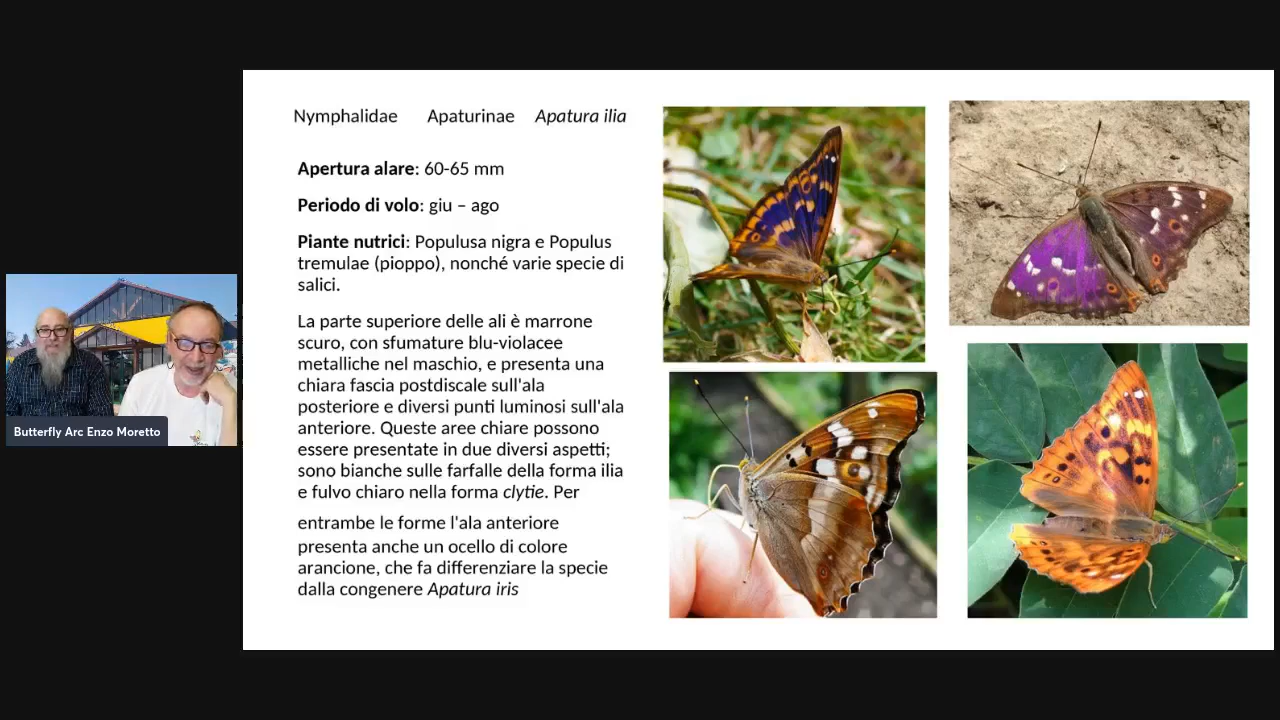 Nymphalidae Apaturinae Apatura ilia
Apertura alare: 60-65 mm
Periodo di volo: giu – ago
Piante nutrici: Populusa nigra e Populus
tremulae (pioppo), nonché varie specie di
salici.
La parte superiore delle ali è marrone
scuro, con sfumature blu-violacee
metalliche nel maschio, e presenta una
chiara fascia postdiscale sull'ala
posteriore e diversi punti luminosi sull'ala
anteriore. Queste aree chiare possono
essere presentate in due diversi aspetti;
sono bianche sulle farfalle della forma ilia
e fulvo chiaro nella forma clytie. Per
entrambe le forme l'ala anteriore
presenta anche un ocello di colore
arancione, che fa differenziare la specie
dalla congenere Apatura iris
Butterfly Arc Enzo Moretto